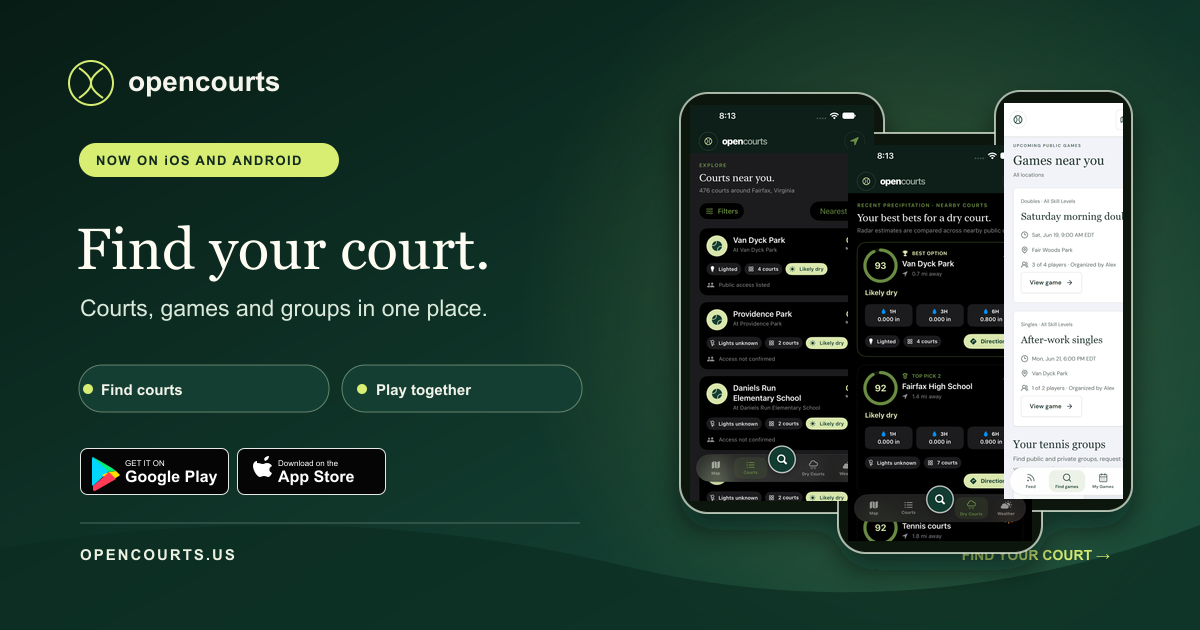 opencourts
NOW ON iOS AND ANDROID
Find your court.
Courts, games and groups in one place.
Find courts
Play together
GET IT ON
Google Play
Download on the
App Store
OPENCOURTS.US
8:13
opencourts
EXPLORE
Courts near you.
476 courts around Fairfax, Virginia
Filters
Nearest
Van Dyck Park
At Van Dyck Park
Lighted
4 courts
Likely dry
Public access listed
Providence Park
At Providence Park
Lights unknown
2 courts
Likely dry
Access not confirmed
Daniels Run
Elementary School
At Daniels Run Elementary School
Lights unknown
2 courts
Likely dry
Access not confirmed
Map
Courts
Dry Courts
Lights unknown
2 courts
Likely dry
8:13
opencourts
RECENT PRECIPITATION · NEARBY COURTS
Your best bets for a dry court.
Radar estimates are compared across nearby public
93
BEST OPTION
Van Dyck Park
0.7 mi away
Likely dry
1H
0.000 in
3H
0.000 in
6H
0.800 in
Lighted
4 courts
Direction
92
TOP PICK 2
Fairfax High School
1.4 mi away
Likely dry
1H
0.000 in
3H
0.000 in
6H
0.900 in
Lights unknown
7 courts
Direction
Map
Courts
Dry Courts
Weather
92
Tennis courts
1.8 mi away
UPCOMING PUBLIC GAMES
Games near you
All locations
Doubles · All Skill Levels
Saturday morning doul
Sat, Jun 19, 9:00 AM EDT
Fair Woods Park
3 of 4 players · Organized by Alex
View game →
Singles · All Skill Levels
After-work singles
Mon, Jun 21, 6:00 PM EDT
Van Dyck Park
1 of 2 players · Organized by Alex
View game →
Your tennis groups
Find public and private groups, request
Feed
Find games
My Games
FIND YOUR COURT →